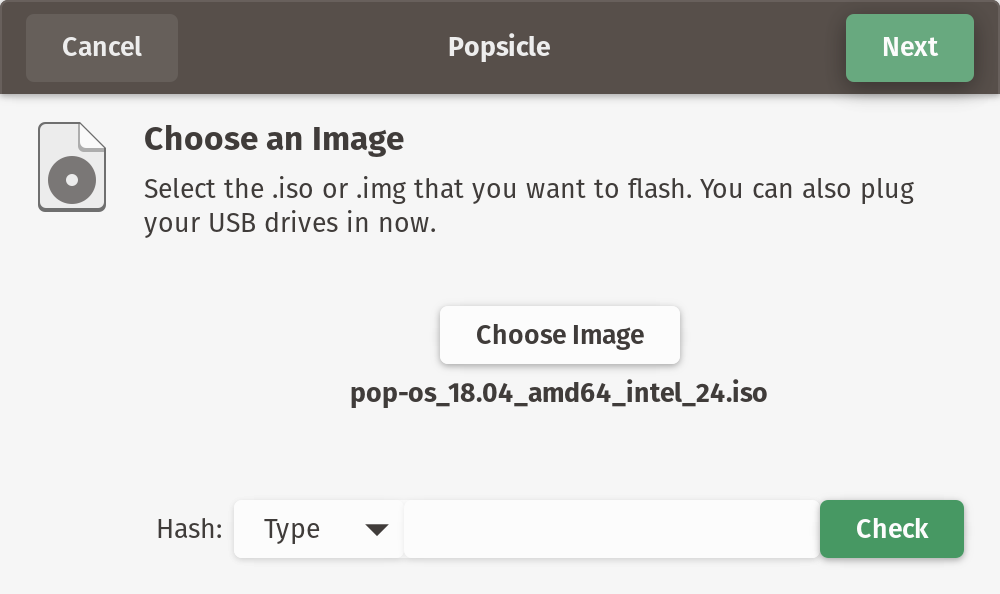 Cancel
Popsicle
Next
Choose an Image
Select the .iso or .img that you want to flash. You can also plug
your USB drives in now.
Choose Image
pop-os_18.04_amd64_intel_24.iso
Hash: Type Check